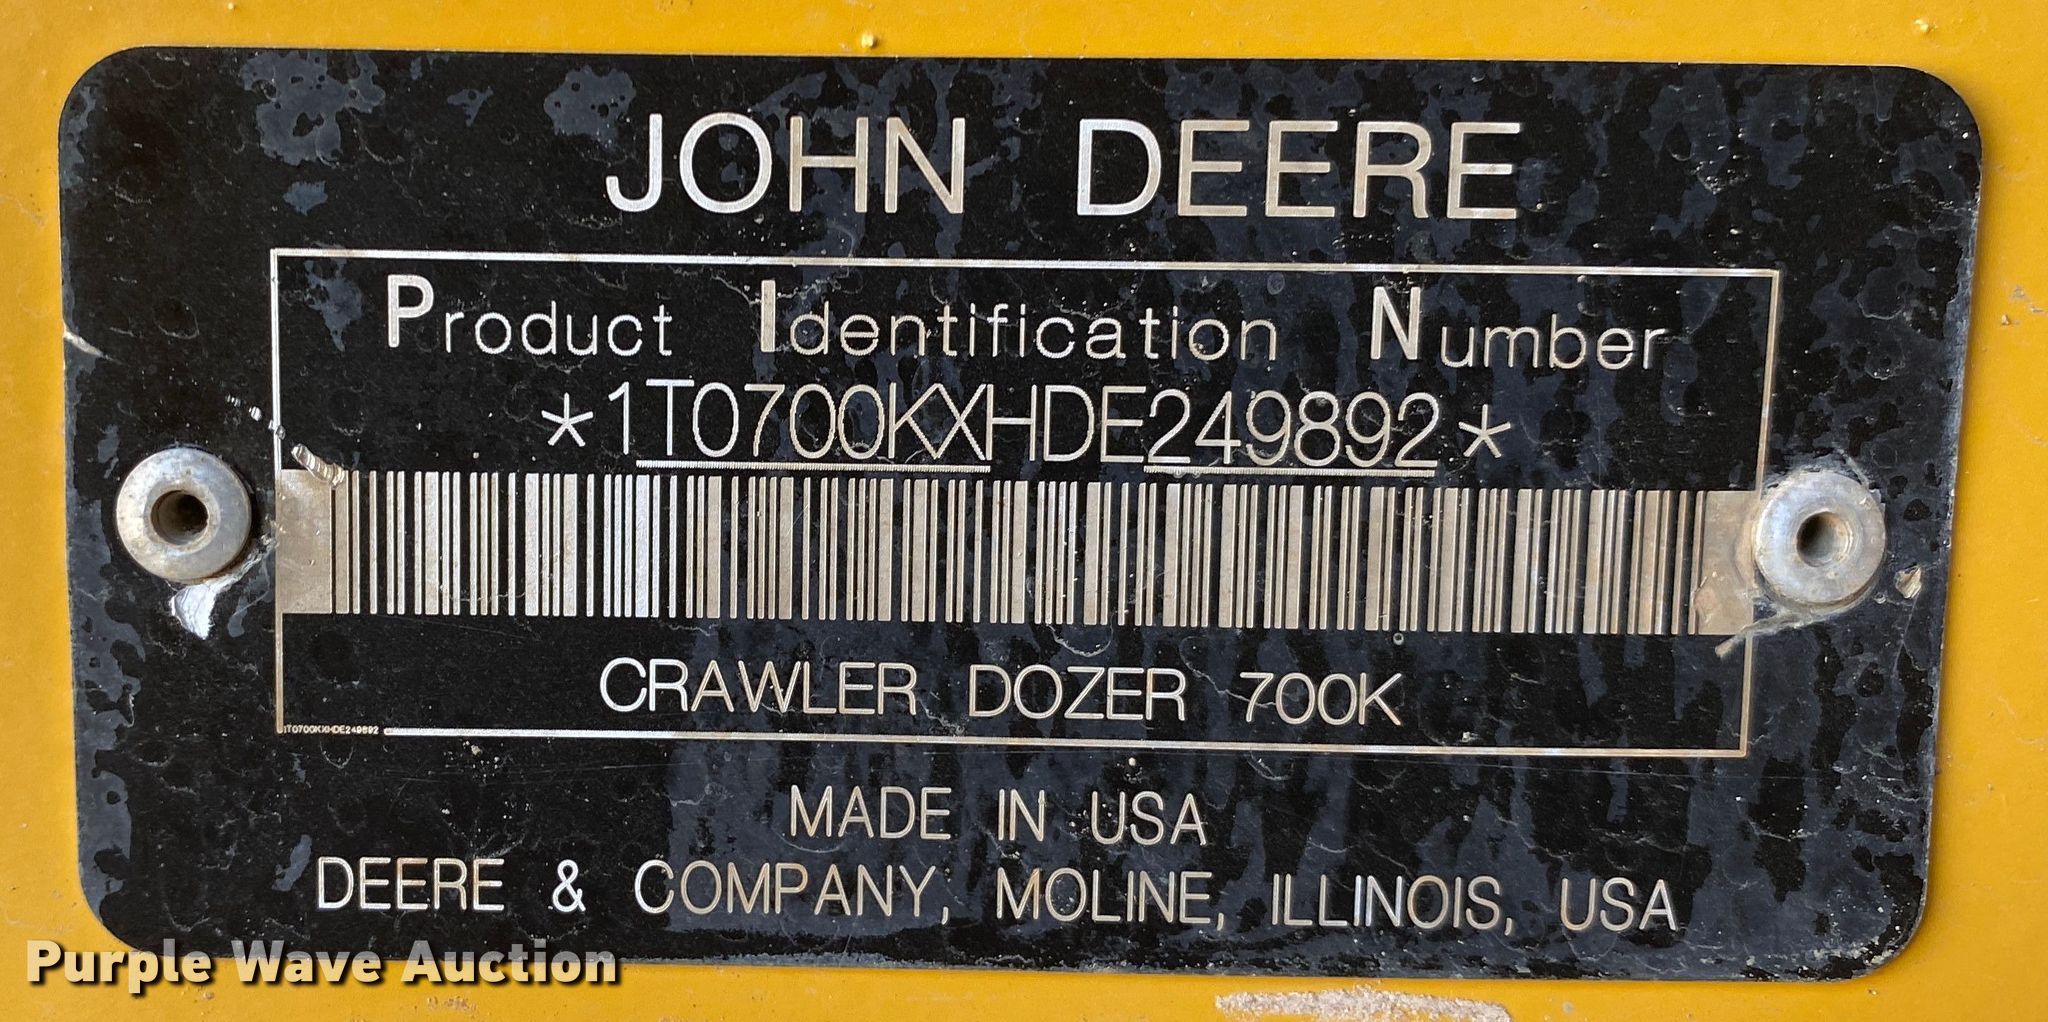 JOHN DEERE
Product Identification Number
*1T0700KXHDE249892*
CRAWLER DOZER 700K
1T0700KXHDE249892
MADE IN USA
DEERE & COMPANY, MOLINE, ILLINOIS, USA
Purple Wave Auction